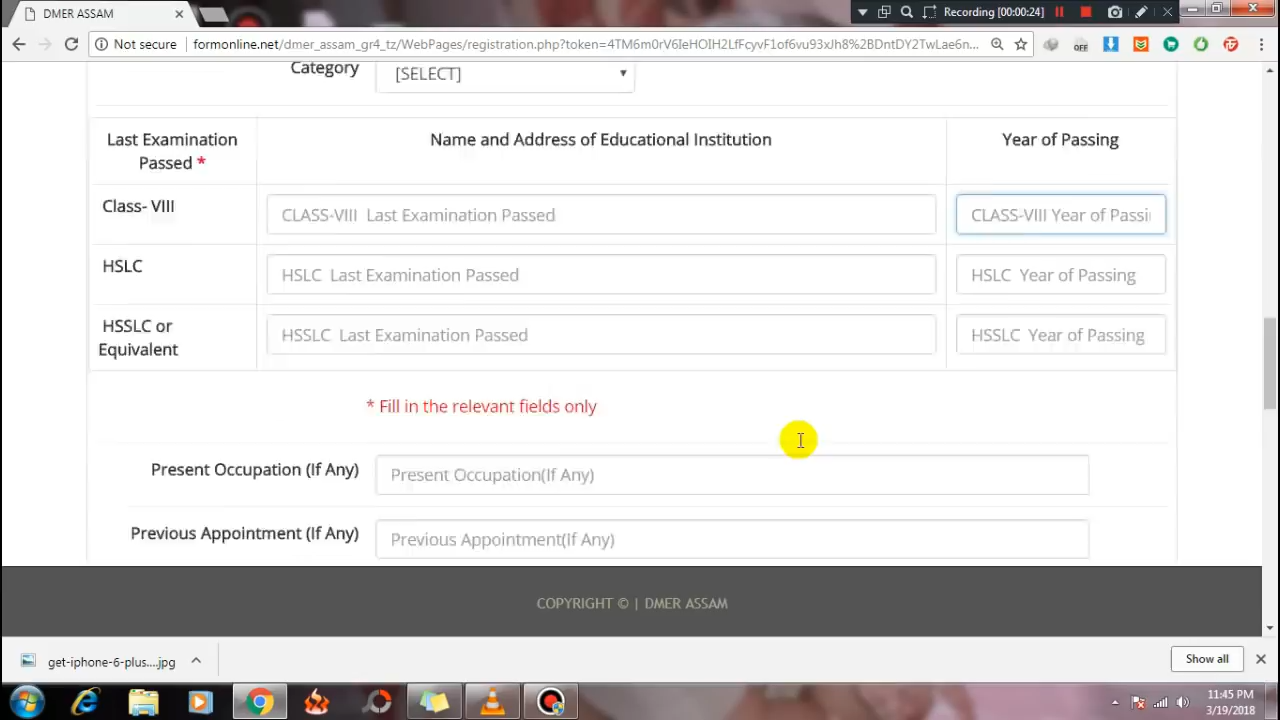 DMER ASSAM
Recording [00:00:24]
Not secure
formonline.net/dmer_assam_gr4_tz/WebPages/registration.php?token=4TM6m0rV6IeHOIH2LfFcyvF1of6vu93xJh8%2BDntDY2TwLae6n...
OFF
Category
[SELECT]
Last Examination
Passed *
Name and Address of Educational Institution
Year of Passing
Class- VIII
CLASS-VIII Last Examination Passed
CLASS-VIII Year of Passi
HSLC
HSLC Last Examination Passed
HSLC Year of Passing
HSSLC or
Equivalent
HSSLC Last Examination Passed
HSSLC Year of Passing
* Fill in the relevant fields only
Present Occupation (If Any)
Present Occupation(If Any)
Previous Appointment (If Any)
Previous Appointment(If Any)
COPYRIGHT © | DMER ASSAM
get-iphone-6-plus....jpg
Show all
11:45 PM
3/19/2018